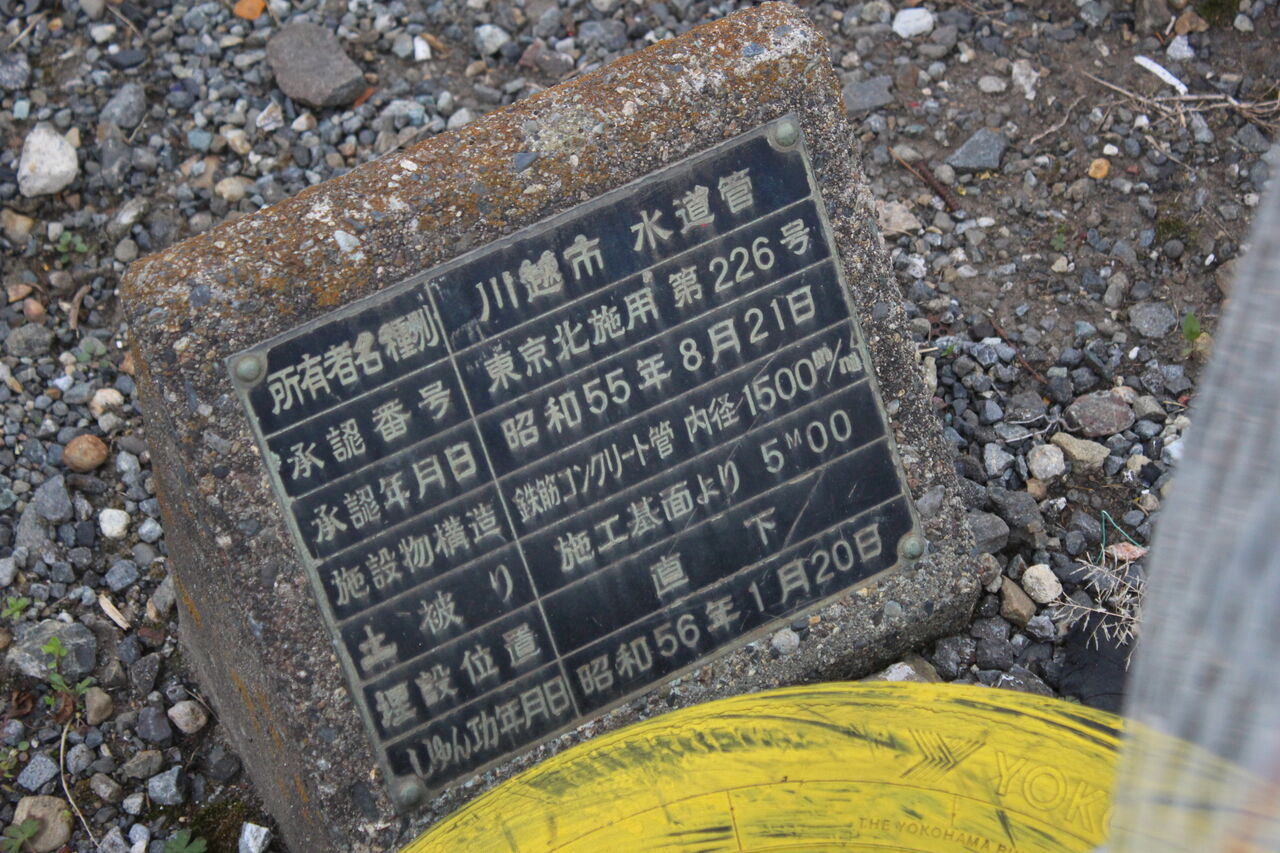 所有者名種別 川越市 水道管
承認番号 東京北施用 第226号
承認年月日 昭和55年8月21日
施設物構造 鉄筋コンクリート管 内径1500m/m
土被り 施工基面より 5M00
埋設位置 直下
しゅん功年月日 昭和56年1月20日
YOKO
THE YOKOHAMA